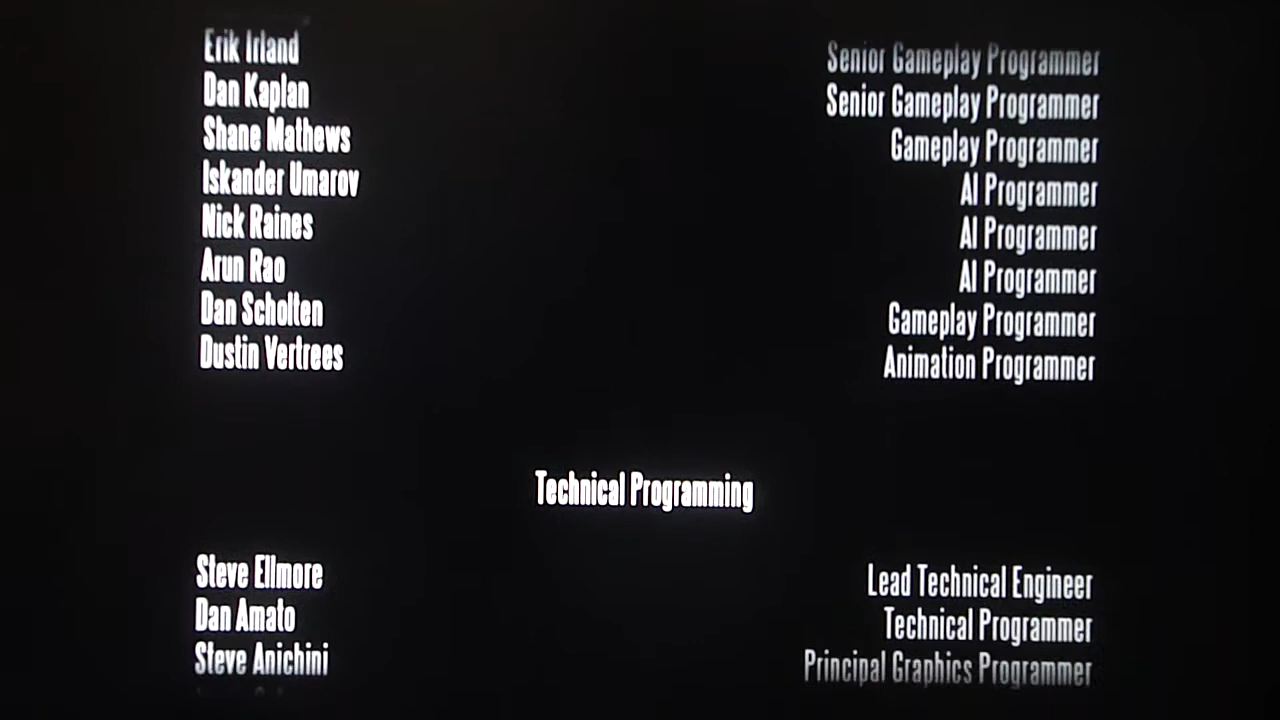 Erik Irland Senior Gameplay Programmer
Dan Kaplan Senior Gameplay Programmer
Shane Mathews Gameplay Programmer
Iskander Umarov AI Programmer
Nick Raines AI Programmer
Arun Rao AI Programmer
Dan Scholten Gameplay Programmer
Dustin Vertrees Animation Programmer
Technical Programming
Steve Ellmore Lead Technical Engineer
Dan Amato Technical Programmer
Steve Anichini Principal Graphics Programmer